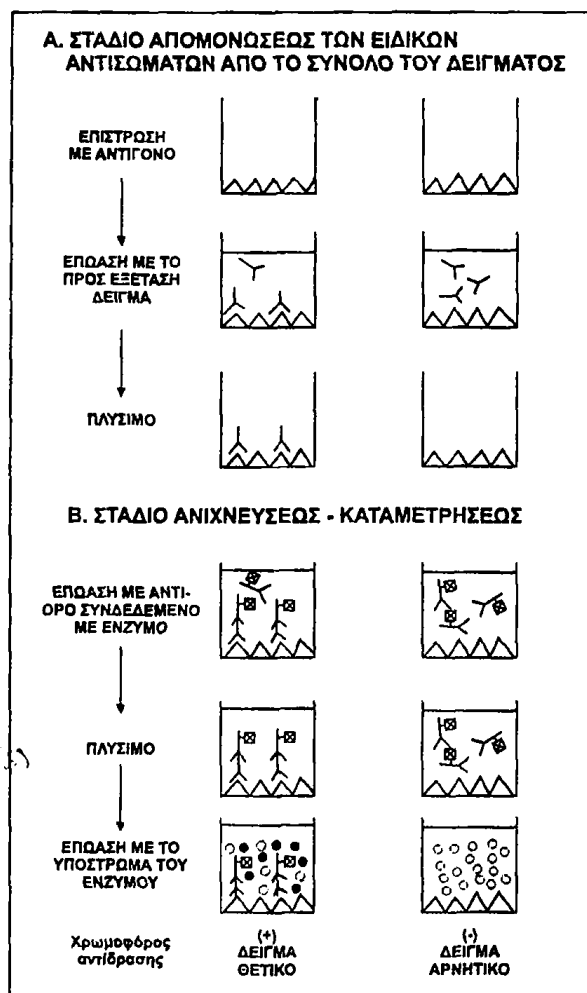 Α. ΣΤΑΔΙΟ ΑΠΟΜΟΝΩΣΕΩΣ ΤΩΝ ΕΙΔΙΚΩΝ
ΑΝΤΙΣΩΜΑΤΩΝ ΑΠΟ ΤΟ ΣΥΝΟΛΟ ΤΟΥ ΔΕΙΓΜΑΤΟΣ
ΕΠΙΣΤΡΩΣΗ
ΜΕ ΑΝΤΙΓΟΝΟ
ΕΠΩΑΣΗ ΜΕ ΤΟ
ΠΡΟΣ ΕΞΕΤΑΣΗ
ΔΕΙΓΜΑ
ΠΛΥΣΙΜΟ
Β. ΣΤΑΔΙΟ ΑΝΙΧΝΕΥΣΕΩΣ - ΚΑΤΑΜΕΤΡΗΣΕΩΣ
ΕΠΩΑΣΗ ΜΕ ΑΝΤΙ-
ΟΡΟ ΣΥΝΔΕΔΕΜΕΝΟ
ΜΕ ΕΝΖΥΜΟ
ΠΛΥΣΙΜΟ
ΕΠΩΑΣΗ ΜΕ ΤΟ
ΥΠΟΣΤΡΩΜΑ ΤΟΥ
ΕΝΖΥΜΟΥ
Χρωμοφόρος
αντίδρασης
(+)
ΔΕΙΓΜΑ
ΘΕΤΙΚΟ
(-)
ΔΕΙΓΜΑ
ΑΡΝΗΤΙΚΟ